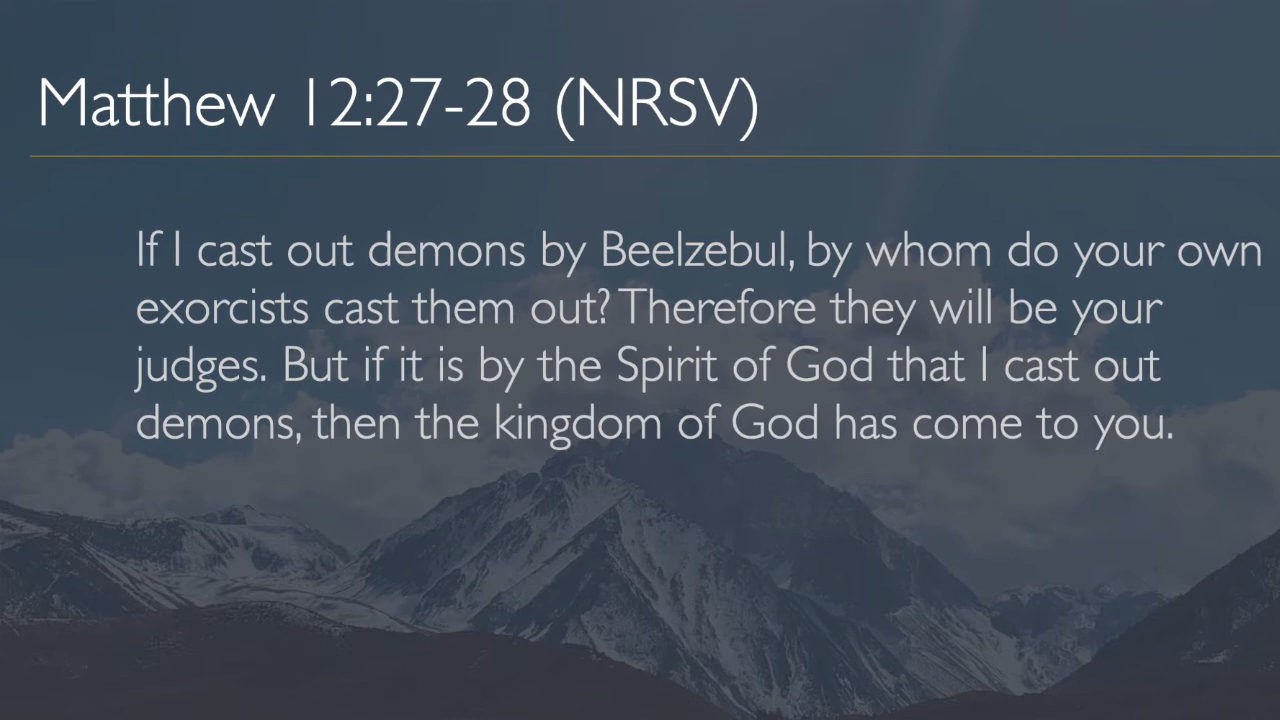 Matthew 12:27-28 (NRSV)
If I cast out demons by Beelzebul, by whom do your own
exorcists cast them out? Therefore they will be your
judges. But if it is by the Spirit of God that I cast out
demons, then the kingdom of God has come to you.